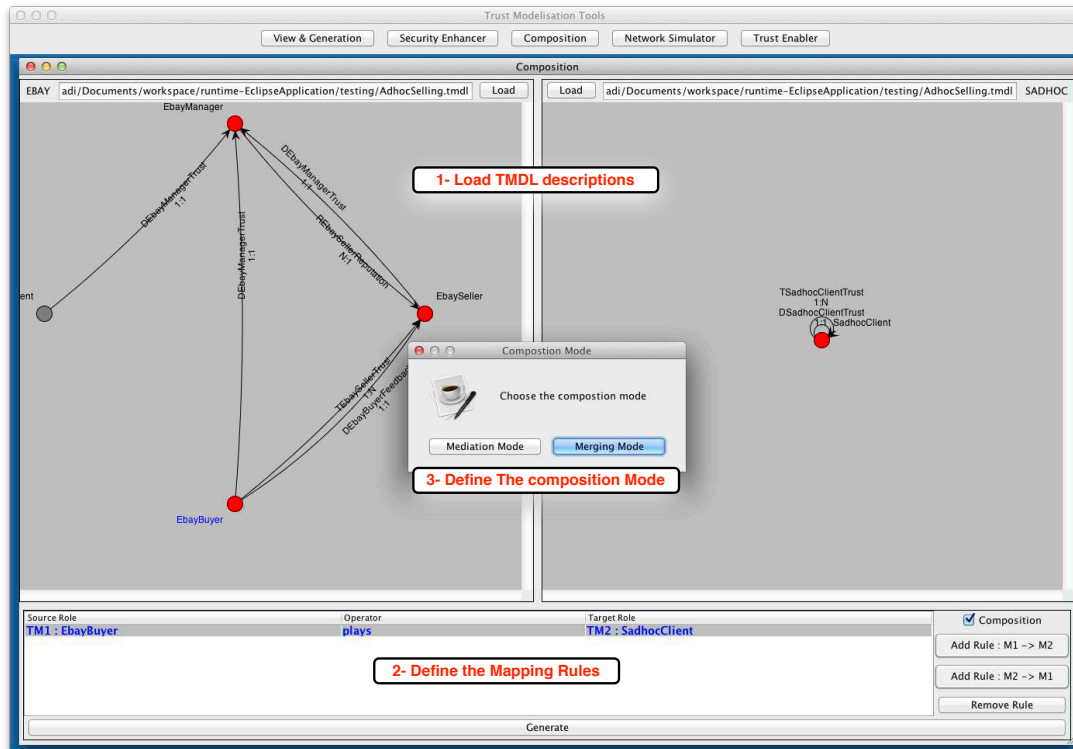 Trust Modelisation Tools
View & Generation
Security Enhancer
Composition
Network Simulator
Trust Enabler
Composition
EBAY
adi/Documents/workspace/runtime-EclipseApplication/testing/AdhocSelling.tmdl
Load
Load
adi/Documents/workspace/runtime-EclipseApplication/testing/AdhocSelling.tmdl
SADHOC
EbayManager
DEbayManagerTrust
1:1
DEbayManagerTrust
1:1
DEbayManagerTrust
1:1
REbaySellerReputation
N:1
ent
EbaySeller
TEbaySellerTrust
1:N
DEbayBuyerFeedbac
1:1
EbayBuyer
1- Load TMDL descriptions
TSadhocClientTrust
1:N
DSadhocClientTrust
1:1
SadhocClient
Compostion Mode
Choose the compostion mode
Mediation Mode
Merging Mode
3- Define The composition Mode
Source Role
Operator
Target Role
TM1 : EbayBuyer
plays
TM2 : SadhocClient
2- Define the Mapping Rules
Composition
Add Rule : M1 -> M2
Add Rule : M2 -> M1
Remove Rule
Generate